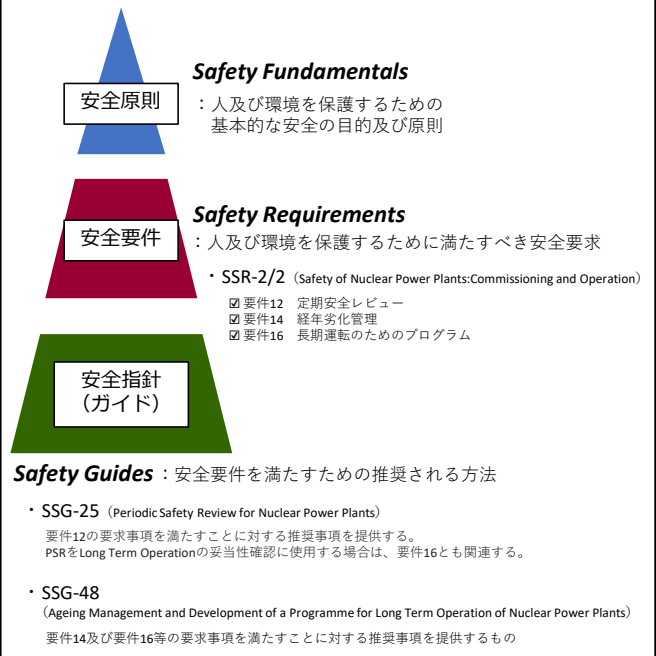 安全原則
Safety Fundamentals
：人及び環境を保護するための
基本的な安全の目的及び原則
安全要件
Safety Requirements
：人及び環境を保護するために満たすべき安全要求
・SSR-2/2（Safety of Nuclear Power Plants:Commissioning and Operation）
☑要件12　定期安全レビュー
☑要件14　経年劣化管理
☑要件16　長期運転のためのプログラム
安全指針
（ガイド）
Safety Guides：安全要件を満たすための推奨される方法
・SSG-25（Periodic Safety Review for Nuclear Power Plants）
要件12の要求事項を満たすことに対する推奨事項を提供する。
PSRをLong Term Operationの妥当性確認に使用する場合は、要件16とも関連する。
・SSG-48
（Ageing Management and Development of a Programme for Long Term Operation of Nuclear Power Plants）
要件14及び要件16等の要求事項を満たすことに対する推奨事項を提供するもの